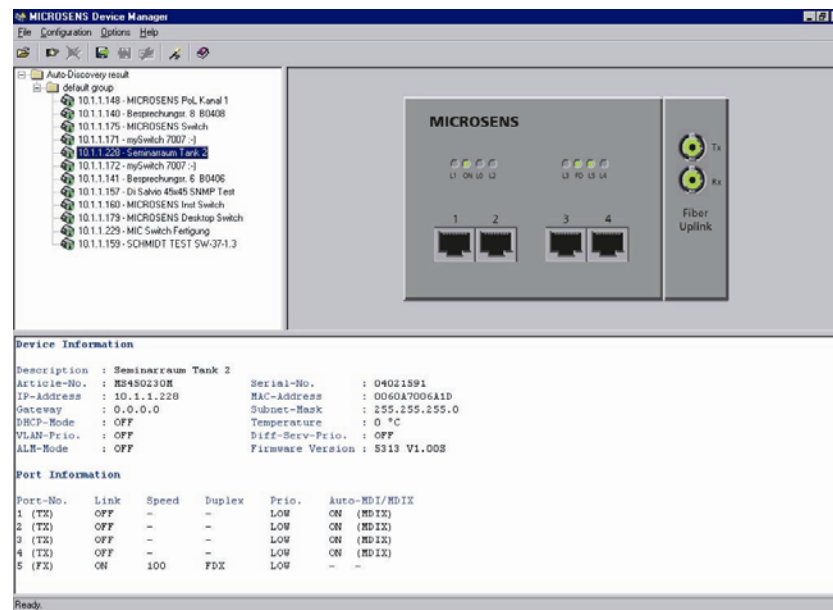 MICROSENS Device Manager
File Configuration Options Help
Auto-Discovery result
default group
10.1.1.148 - MICROSENS PoL Kanal 1
10.1.1.140 - Besprechungsr. 8 B0408
10.1.1.175 - MICROSENS Switch
10.1.1.171 - mySwitch 7007 :-)
10.1.1.228 - Seminarraum Tank 2
10.1.1.172 - mySwitch 7007 :-)
10.1.1.141 - Besprechungsr. 6 B0406
10.1.1.157 - Di Salvio 45x45 SNMP Test
10.1.1.160 - MICROSENS Inst Switch
10.1.1.179 - MICROSENS Desktop Switch
10.1.1.229 - MIC Switch Fertigung
10.1.1.159 - SCHMIDT TEST SW-37-1.3
MICROSENS
L1 ON L0 L2 L3 FO L5 L4
1 2 3 4
Tx
Rx
Fiber
Uplink
Device Information
Description : Seminarraum Tank 2
Article-No. : MS450230M Serial-No. : 04021591
IP-Address : 10.1.1.228 MAC-Address : 0060A7006A1D
Gateway : 0.0.0.0 Subnet-Mask : 255.255.255.0
DHCP-Mode : OFF Temperature : 0 °C
VLAN-Prio. : OFF Diff-Serv-Prio. : OFF
ALM-Mode : OFF Firmware Version : 5313 V1.00S
Port Information
Port-No. Link Speed Duplex Prio. Auto-MDI/MDIX
1 (TX) OFF - - LOW ON (MDIX)
2 (TX) OFF - - LOW ON (MDIX)
3 (TX) OFF - - LOW ON (MDIX)
4 (TX) OFF - - LOW ON (MDIX)
5 (FX) ON 100 FDX LOW - -
Ready.